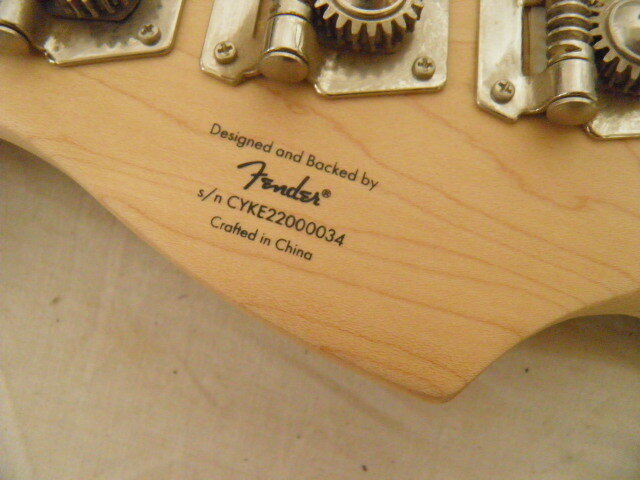 Designed and Backed by
Fender®
s/n CYKE22000034
Crafted in China